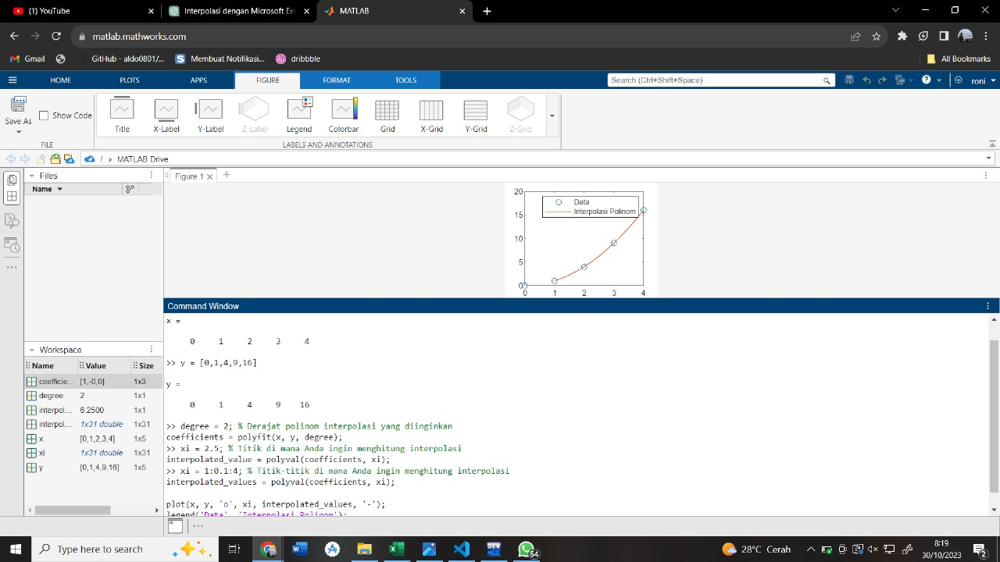 (1) YouTube
Interpolasi dengan Microsoft Ex
MATLAB
matlab.mathworks.com
Gmail
GitHub - aldo0801/...
Membuat Notifikasi...
dribbble
All Bookmarks
HOME PLOTS APPS FIGURE FORMAT TOOLS
Search (Ctrl+Shift+Space)
roni
Save As
Show Code
Title X-Label Y-Label Z-Label Legend Colorbar Grid X-Grid Y-Grid Z-Grid
FILE
LABELS AND ANNOTATIONS
/ › MATLAB Drive
Files
Name
Figure 1
20
15
10
5
0
0 1 2 3 4
Data
Interpolasi Polinom
Workspace
Name Value Size
coefficie... [1,-0,0] 1x3
degree 2 1x1
interpol... 6.2500 1x1
interpol... 1x31 double 1x31
x [0,1,2,3,4] 1x5
xi 1x31 double 1x31
y [0,1,4,9,16] 1x5
Command Window
x =
0 1 2 3 4
>> y = [0,1,4,9,16]
y =
0 1 4 9 16
>> degree = 2; % Derajat polinom interpolasi yang diinginkan
coefficients = polyfit(x, y, degree);
>> xi = 2.5; % Titik di mana Anda ingin menghitung interpolasi
interpolated_value = polyval(coefficients, xi);
>> xi = 1:0.1:4; % Titik-titik di mana Anda ingin menghitung interpolasi
interpolated_values = polyval(coefficients, xi);
plot(x, y, 'o', xi, interpolated_values, '-');
legend('Data', 'Interpolasi Polinom');
Type here to search
DEV
54
28°C Cerah
8:19
30/10/2023
2